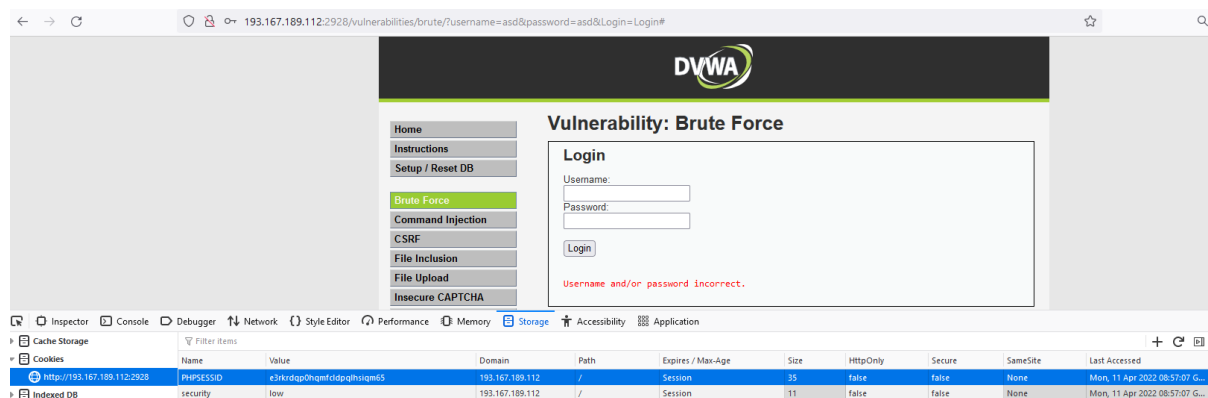 193.167.189.112:2928/vulnerabilities/brute/?username=asd&password=asd&Login=Login#
DVWA
Home
Instructions
Setup / Reset DB
Brute Force
Command Injection
CSRF
File Inclusion
File Upload
Insecure CAPTCHA
Vulnerability: Brute Force
Login
Username:
Password:
Login
Username and/or password incorrect.
Inspector Console Debugger Network {} Style Editor Performance Memory Storage Accessibility Application
Cache Storage
Cookies
http://193.167.189.112:2928
Indexed DB
Filter items
Name Value Domain Path Expires / Max-Age Size HttpOnly Secure SameSite Last Accessed
PHPSESSID e3rkrdqp0hqmfcldpqlhsiqm65 193.167.189.112 / Session 35 false false None Mon, 11 Apr 2022 08:57:07 G...
security low 193.167.189.112 / Session 11 false false None Mon, 11 Apr 2022 08:57:07 G...